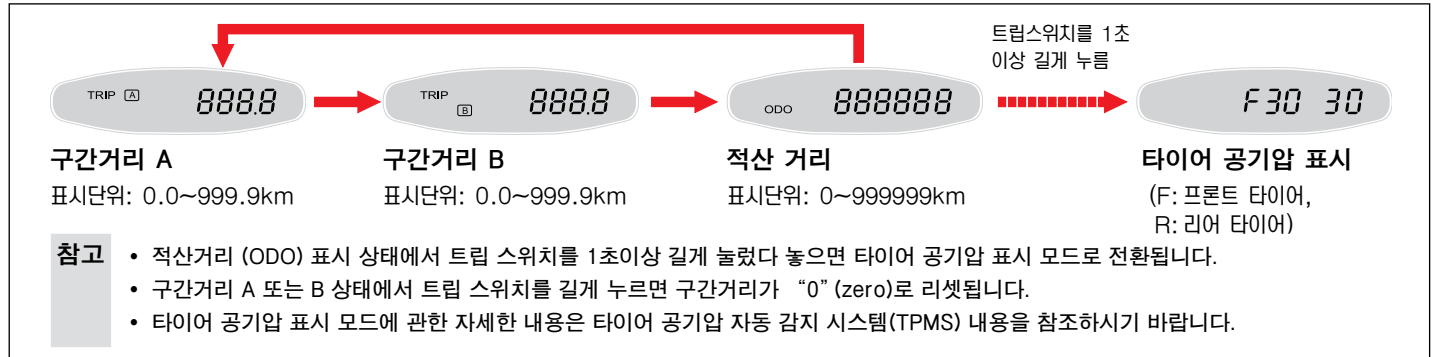 트립스위치를 1초
이상 길게 누름
TRIP A 888.8
TRIP B 888.8
ODO 888888
F 30 30
구간거리 A
표시단위: 0.0~999.9km
구간거리 B
표시단위: 0.0~999.9km
적산 거리
표시단위: 0~999999km
타이어 공기압 표시
(F: 프론트 타이어,
R: 리어 타이어)
참고
• 적산거리 (ODO) 표시 상태에서 트립 스위치를 1초이상 길게 눌렀다 놓으면 타이어 공기압 표시 모드로 전환됩니다.
• 구간거리 A 또는 B 상태에서 트립 스위치를 길게 누르면 구간거리가 “0” (zero)로 리셋됩니다.
• 타이어 공기압 표시 모드에 관한 자세한 내용은 타이어 공기압 자동 감지 시스템(TPMS) 내용을 참조하시기 바랍니다.